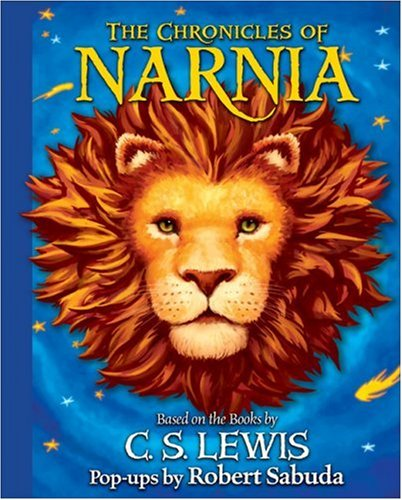 THE CHRONICLES OF
NARNIA
Based on the Books by
C. S. LEWIS
Pop-ups by Robert Sabuda